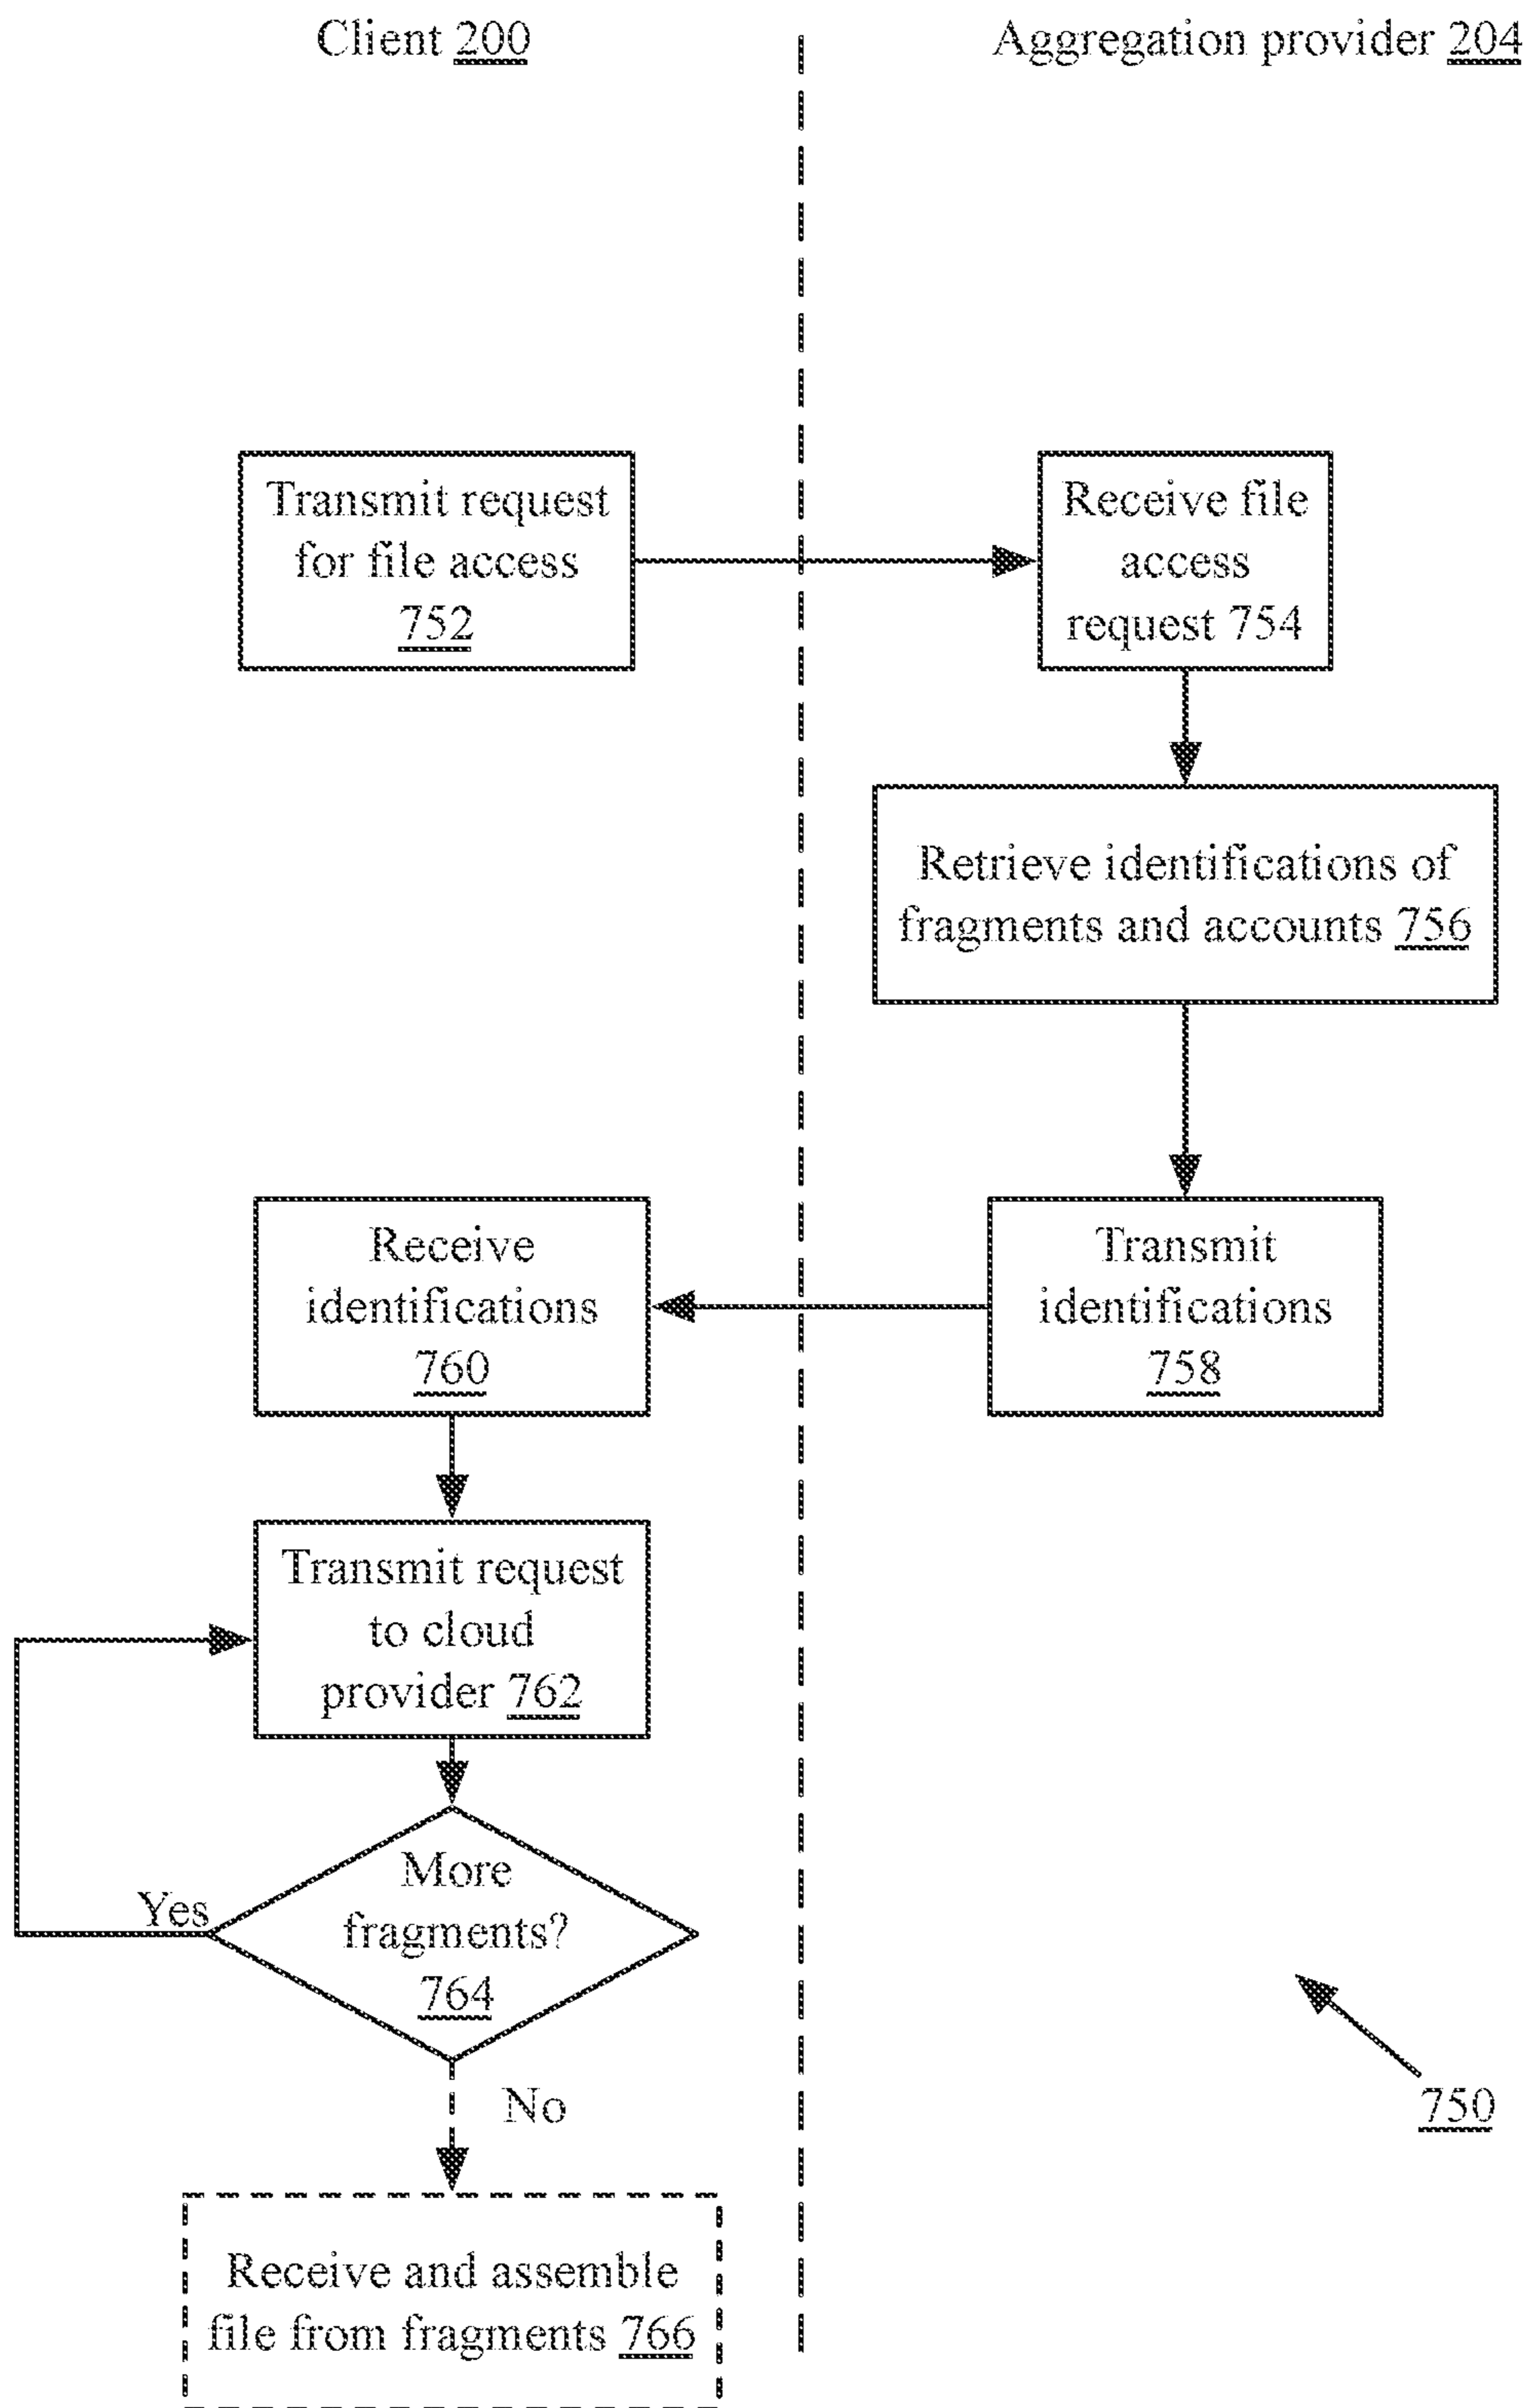 Client 200
Aggregation provider 204
Transmit request
for file access
752
Receive file
access
request 754
Retrieve identifications of
fragments and accounts 756
Transmit
identifications
758
Receive
identifications
760
Transmit request
to cloud
provider 762
More
fragments?
764
Yes
No
Receive and assemble
file from fragments 766
750